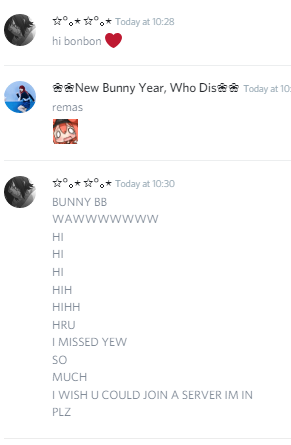 ☆°｡⋆☆°｡⋆ Today at 10:28
hi bonbon ❤
❀❀New Bunny Year, Who Dis❀❀ Today at 10:
remas
☆°｡⋆☆°｡⋆ Today at 10:30
BUNNY BB
WAWWWWWWW
HI
HI
HI
HIH
HIHH
HRU
I MISSED YEW
SO
MUCH
I WISH U COULD JOIN A SERVER IM IN
PLZ